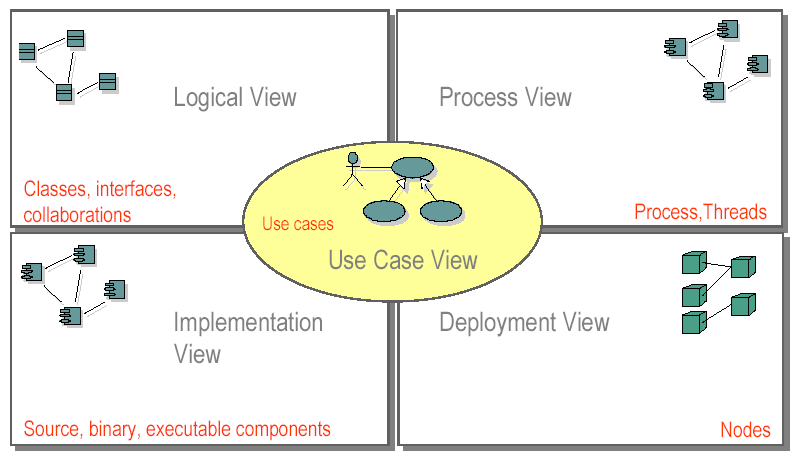 Logical View
Classes, interfaces,
collaborations
Process View
Process,Threads
Use cases
Use Case View
Implementation
View
Source, binary, executable components
Deployment View
Nodes